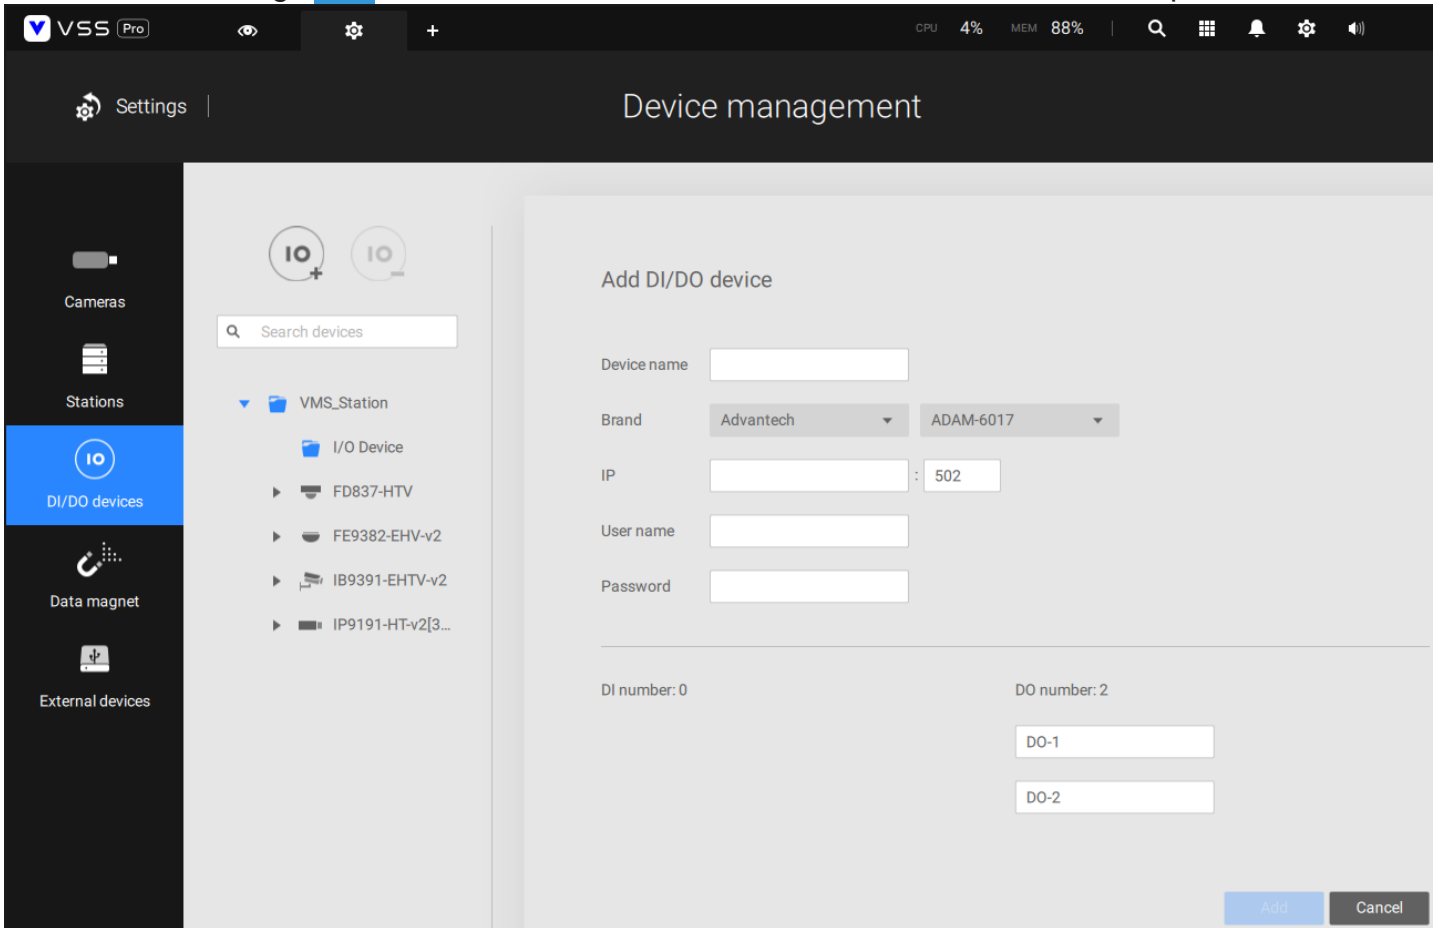 VSS Pro
CPU 4% MEM 88%
Settings
Device management
Cameras
Stations
IO
DI/DO devices
Data magnet
External devices
IO IO
Search devices
VMS_Station
I/O Device
FD837-HTV
FE9382-EHV-v2
IB9391-EHTV-v2
IP9191-HT-v2[3...
Add DI/DO device
Device name
Brand Advantech ADAM-6017
IP : 502
User name
Password
DI number: 0 DO number: 2
DO-1
DO-2
Add Cancel